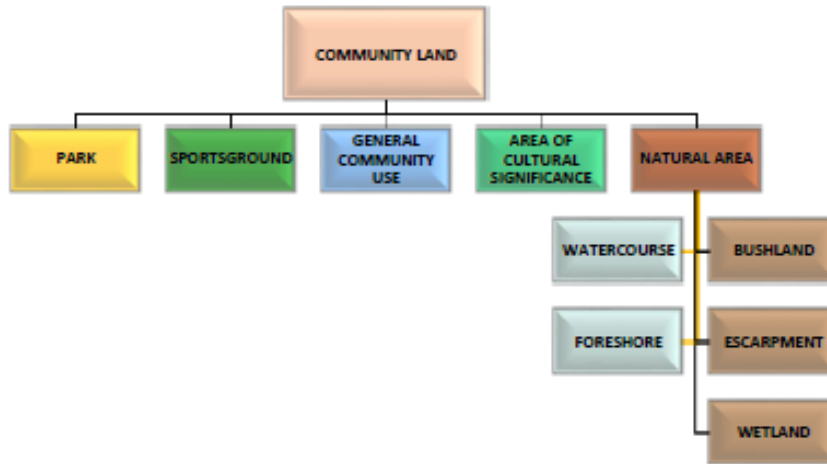 COMMUNITY LAND
PARK
SPORTSGROUND
GENERAL
COMMUNITY
USE
AREA OF
CULTURAL
SIGNIFICANCE
NATURAL AREA
WATERCOURSE
BUSHLAND
FORESHORE
ESCARPMENT
WETLAND